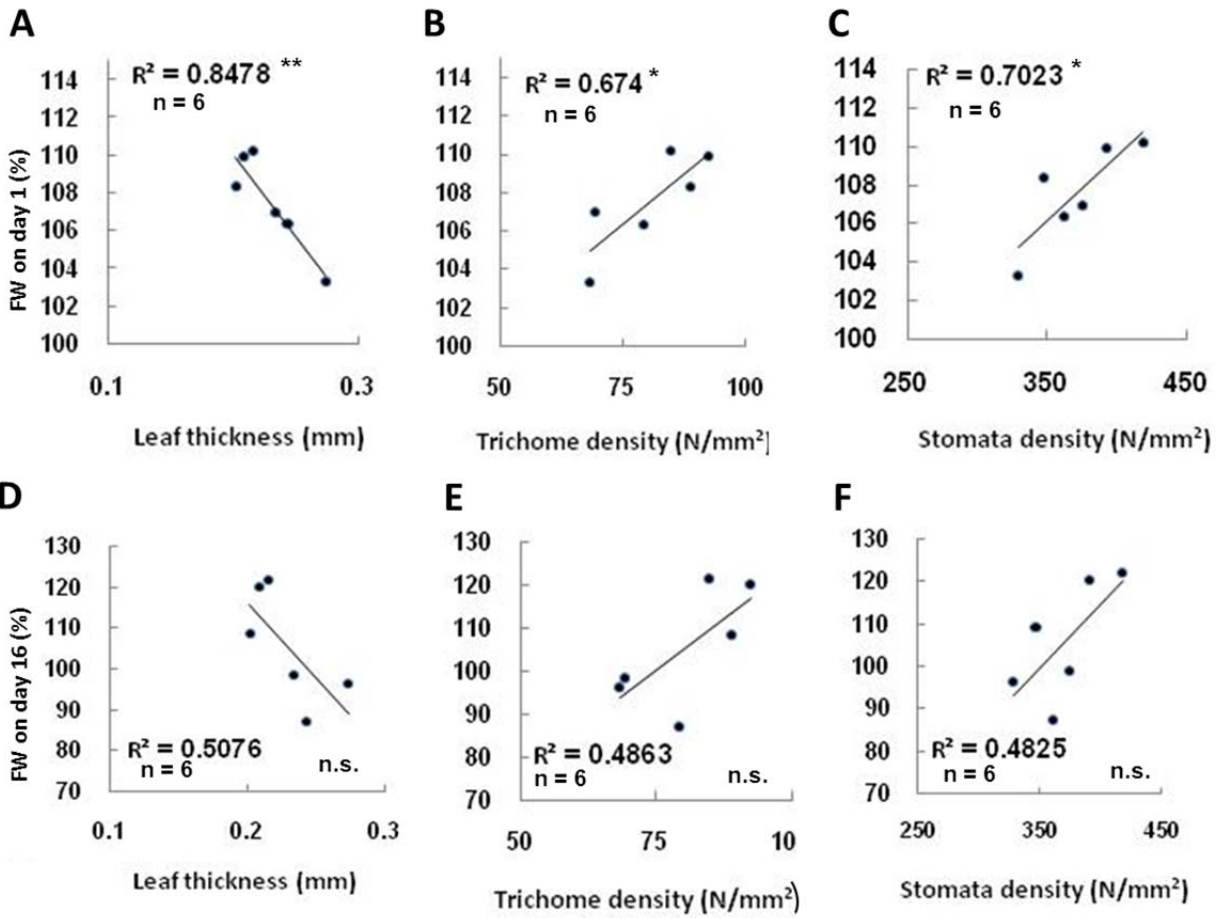 A
B
C
R² = 0.8478 **
n = 6
R² = 0.674 *
n = 6
R² = 0.7023 *
n = 6
FW on day 1 (%)
114
112
110
108
106
104
102
100
114
112
110
108
106
104
102
100
114
112
110
108
106
104
102
100
0.1
0.3
50
75
100
250
350
450
Leaf thickness (mm)
Trichome density (N/mm²)
Stomata density (N/mm²)
D
E
F
FW on day 16 (%)
130
120
110
100
90
80
70
130
120
110
100
90
80
70
130
120
110
100
90
80
70
R² = 0.5076
n = 6
n.s.
R² = 0.4863
n = 6
n.s.
R² = 0.4825
n = 6
n.s.
0.1
0.2
0.3
50
75
10
250
350
450
Leaf thickness (mm)
Trichome density (N/mm²)
Stomata density (N/mm²)